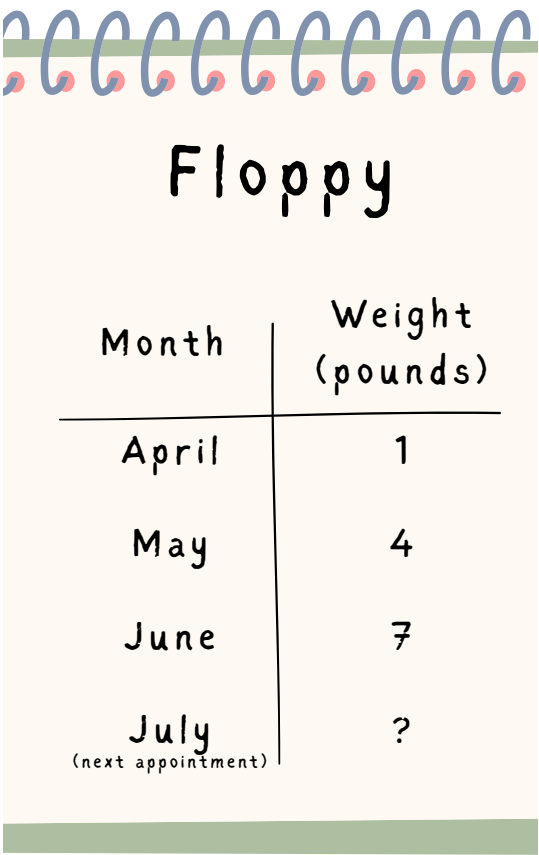 Floppy
Month
Weight
(pounds)
April 1
May 4
June 7
July ?
(next appointment)